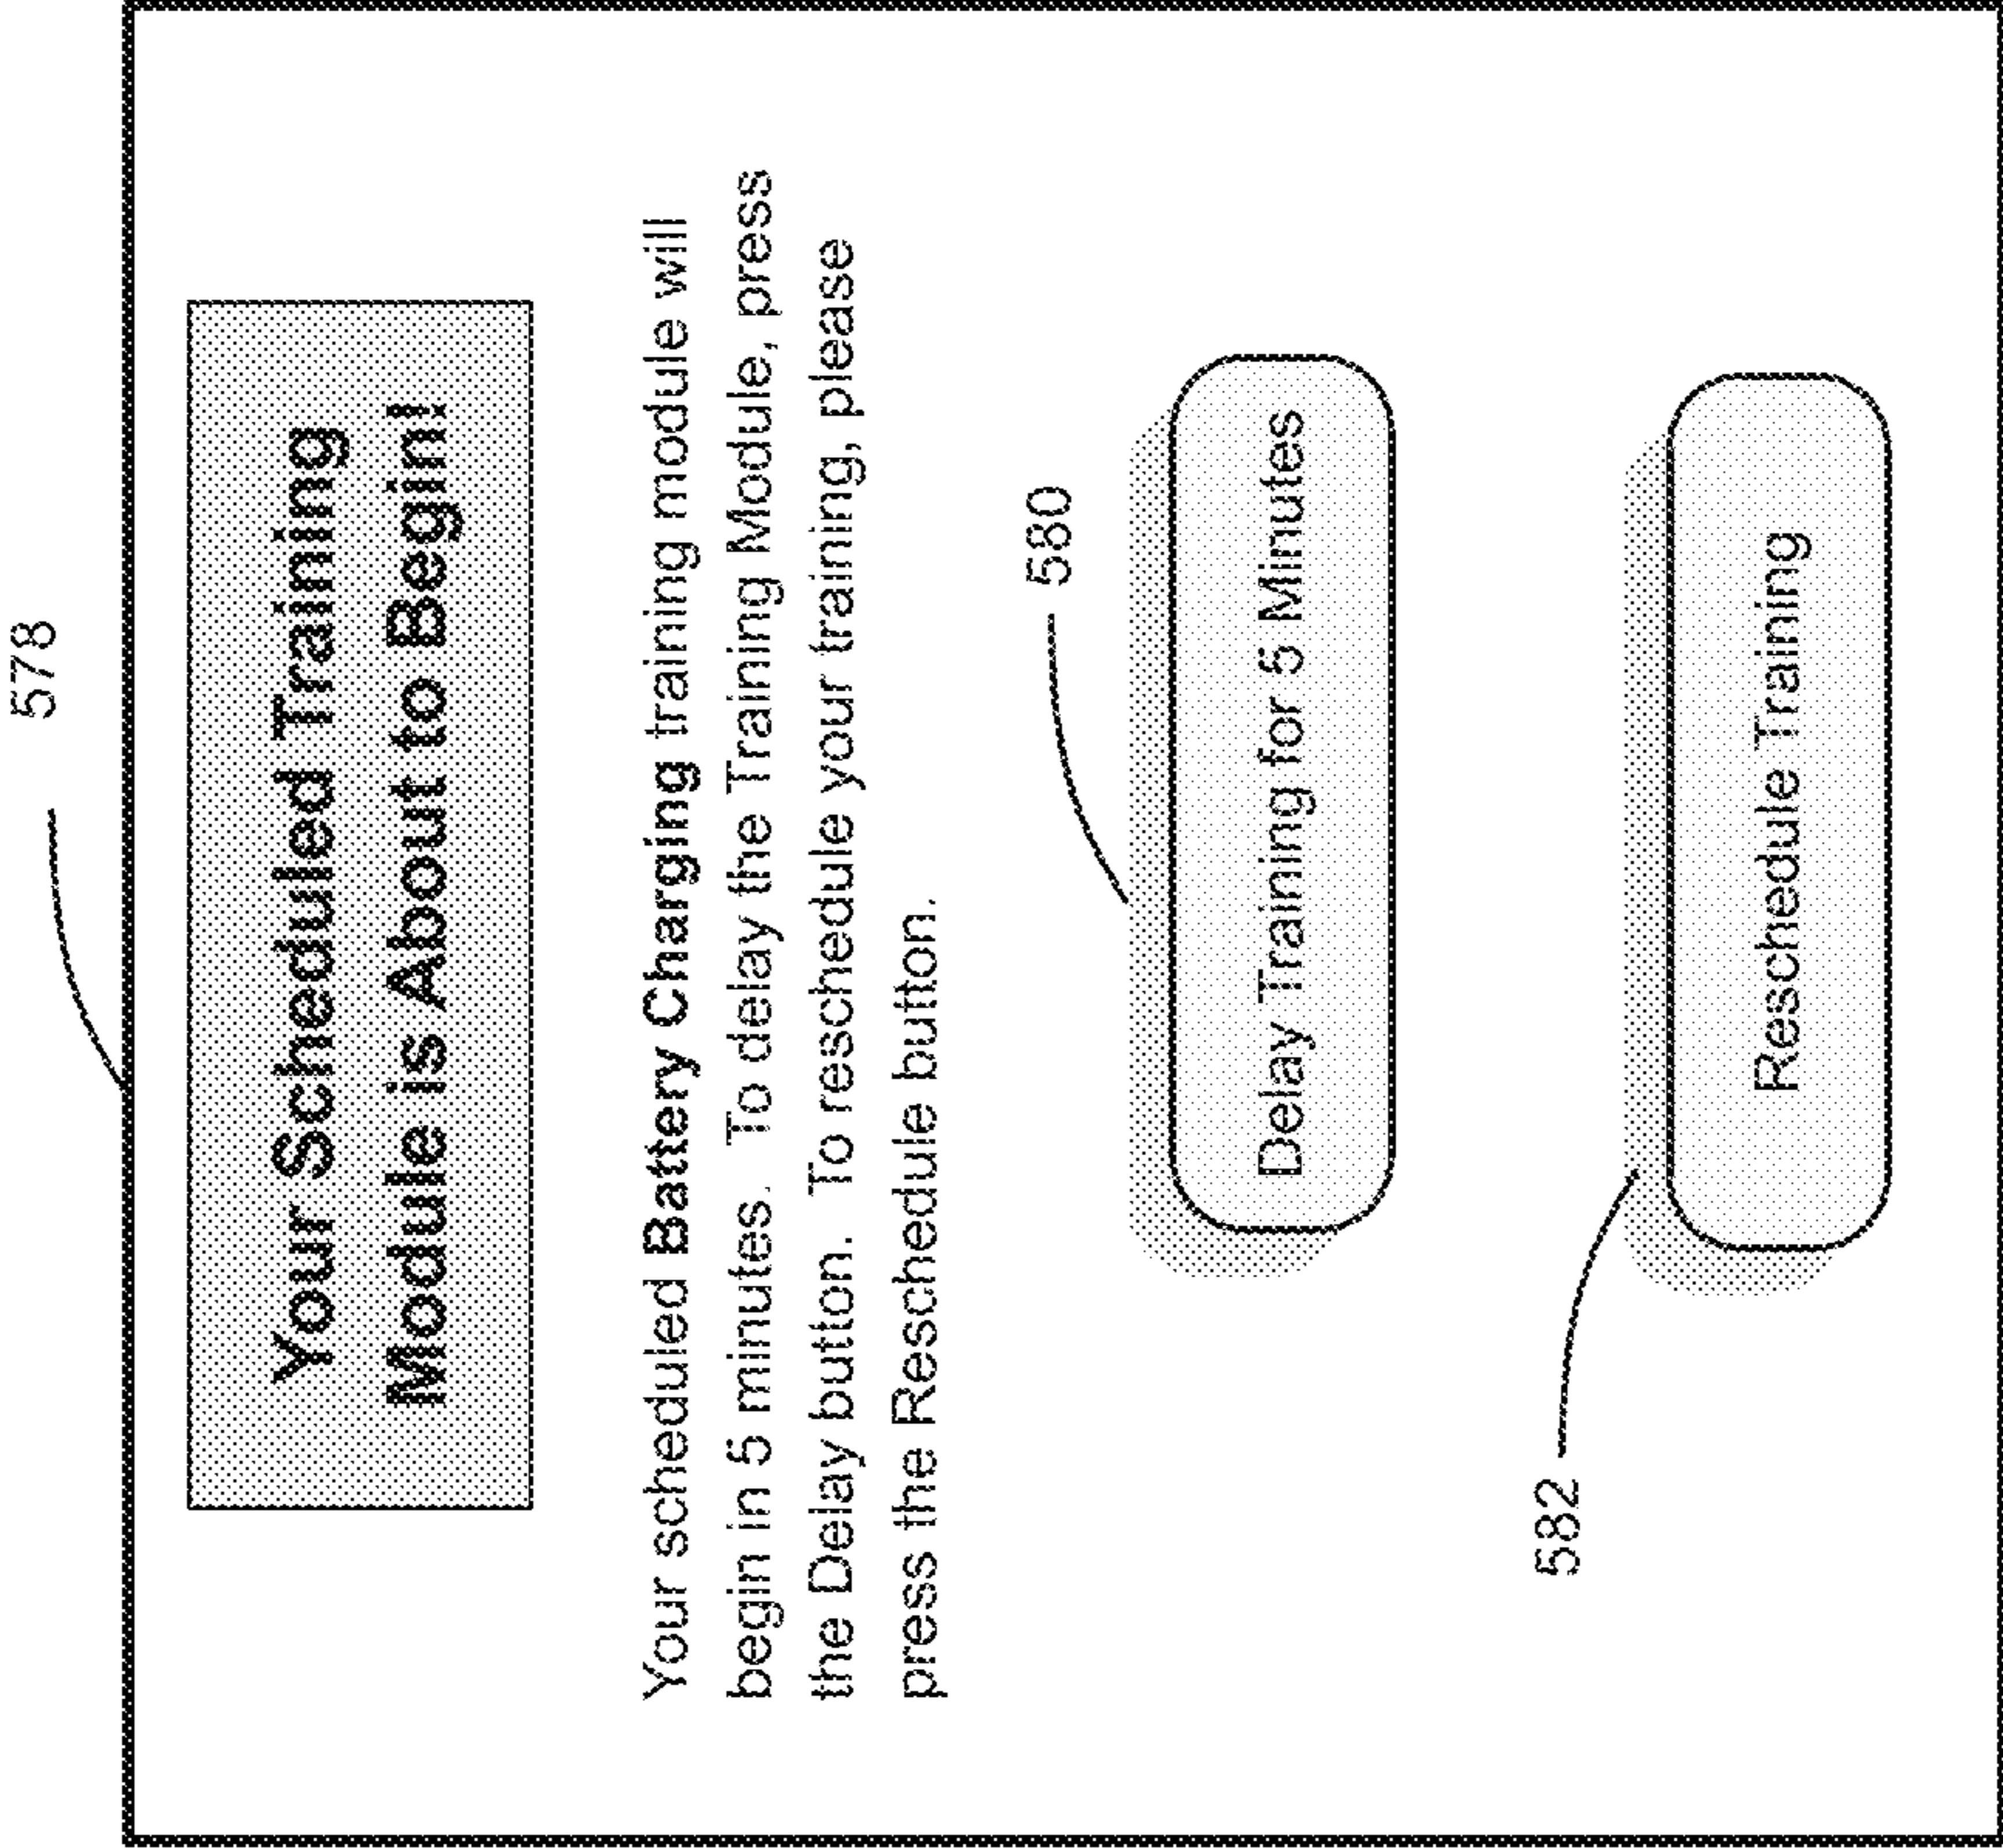 578
Your Scheduled Training
Module is About to Begin!
Your scheduled Battery Charging training module will
begin in 5 minutes. To delay the Training Module, press
the Delay button. To reschedule your training, please
press the Reschedule button.
580
Delay Training for 5 Minutes
582
Reschedule Training